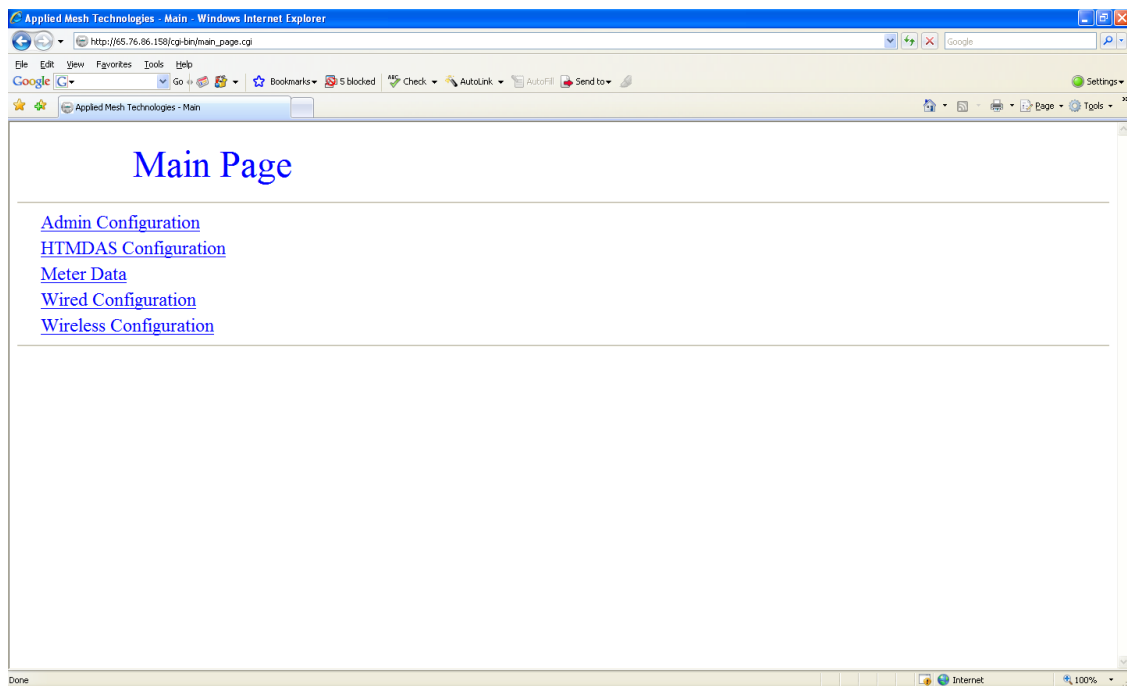 Applied Mesh Technologies - Main - Windows Internet Explorer
http://65.76.86.158/cgi-bin/main_page.cgi
Google
File Edit View Favorites Tools Help
Google G Go Bookmarks 5 blocked ABC Check AutoLink AutoFill Send to Settings
Applied Mesh Technologies - Main Page Tools »
Main Page
Admin Configuration
HTMDAS Configuration
Meter Data
Wired Configuration
Wireless Configuration
Done Internet 100%